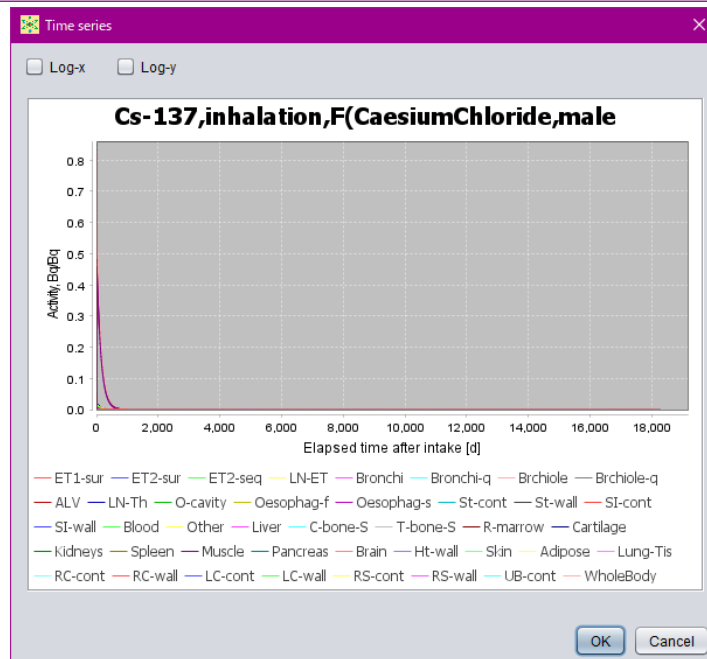 Time series
Log-x Log-y
Cs-137,inhalation,F(CaesiumChloride,male
Activity, Bq/Bq
0.8
0.7
0.6
0.5
0.4
0.3
0.2
0.1
0.0
0 2,000 4,000 6,000 8,000 10,000 12,000 14,000 16,000 18,000
Elapsed time after intake [d]
ET1-sur ET2-sur ET2-seq LN-ET Bronchi Bronchi-q Brchiole Brchiole-q
ALV LN-Th O-cavity Oesophag-f Oesophag-s St-cont St-wall SI-cont
SI-wall Blood Other Liver C-bone-S T-bone-S R-marrow Cartilage
Kidneys Spleen Muscle Pancreas Brain Ht-wall Skin Adipose Lung-Tis
RC-cont RC-wall LC-cont LC-wall RS-cont RS-wall UB-cont WholeBody
OK Cancel